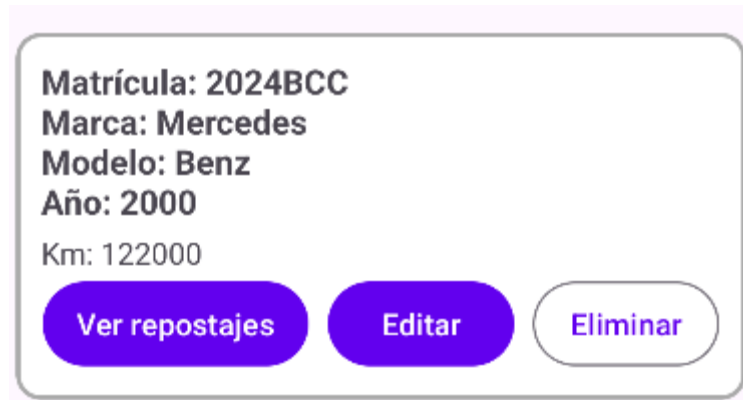 Matrícula: 2024BCC
Marca: Mercedes
Modelo: Benz
Año: 2000
Km: 122000
Ver repostajes Editar Eliminar